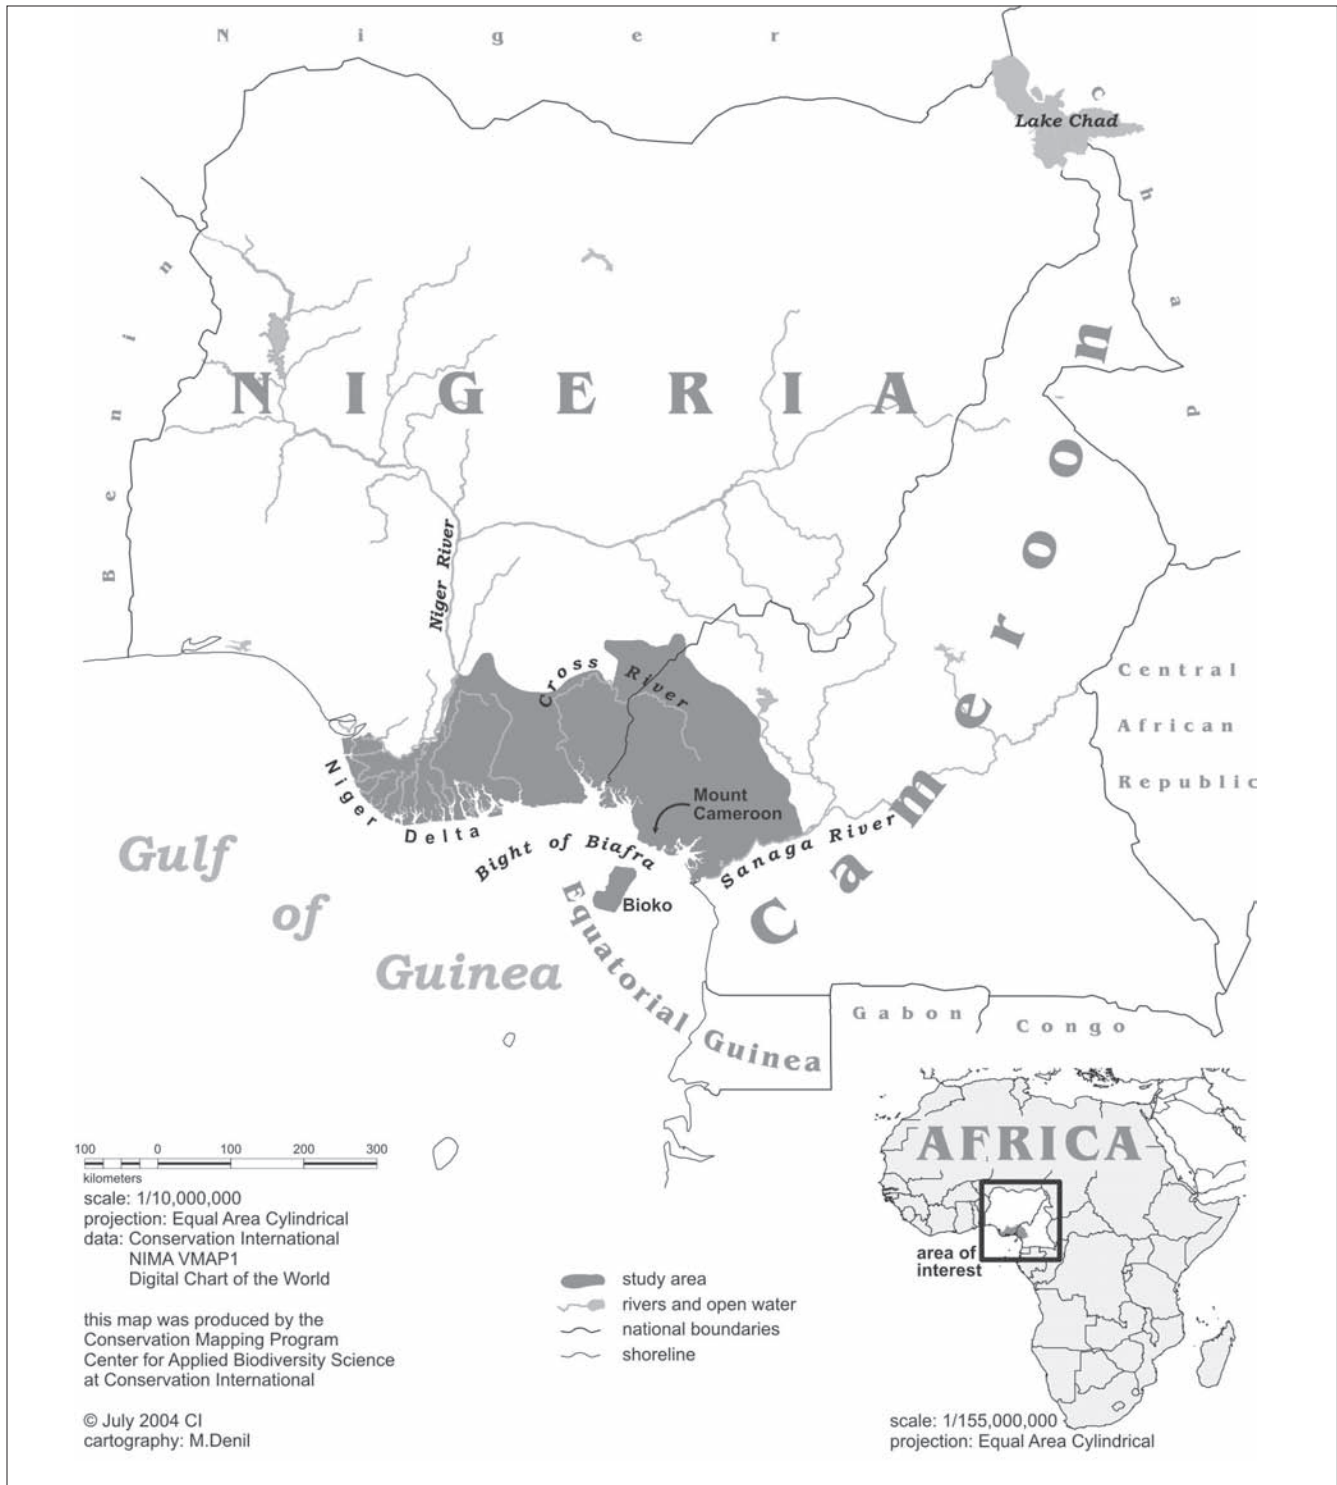 Niger
Lake Chad
Chad
Benin
NIGERIA
Cameroon
Niger River
Cross River
Central
African
Republic
Mount
Cameroon
Niger Delta
Bight of Biafra
Sanaga River
Gulf
of
Guinea
Bioko
Equatorial Guinea
Gabon
Congo
AFRICA
area of
interest
100 0 100 200 300
kilometers
scale: 1/10,000,000
projection: Equal Area Cylindrical
data: Conservation International
NIMA VMAP1
Digital Chart of the World
this map was produced by the
Conservation Mapping Program
Center for Applied Biodiversity Science
at Conservation International
© July 2004 CI
cartography: M.Denil
study area
rivers and open water
national boundaries
shoreline
scale: 1/155,000,000
projection: Equal Area Cylindrical